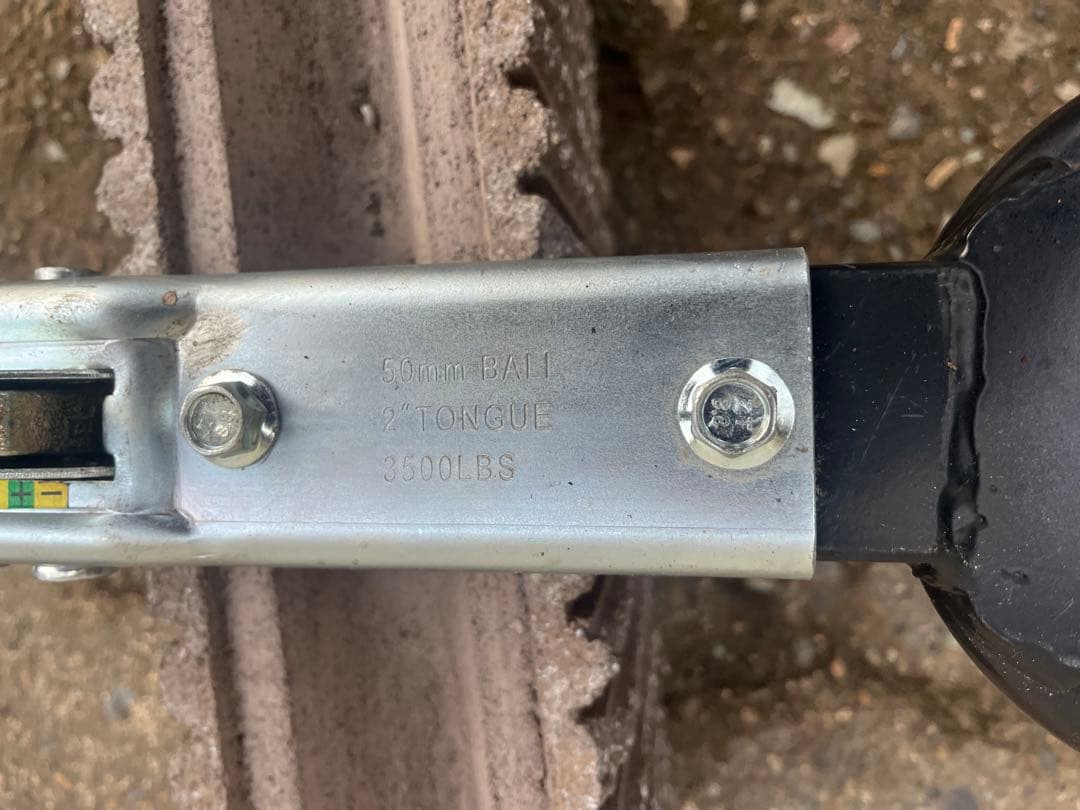 50mm BALL
2" TONGUE
3500LBS
+ -